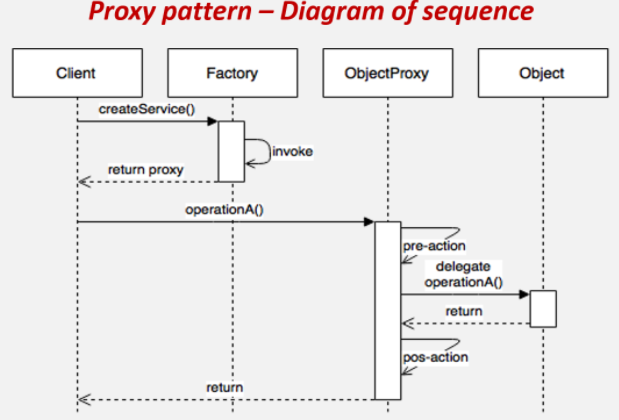 Proxy pattern – Diagram of sequence
Client
Factory
ObjectProxy
Object
createService()
invoke
return proxy
operationA()
pre-action
delegate
operationA()
return
pos-action
return